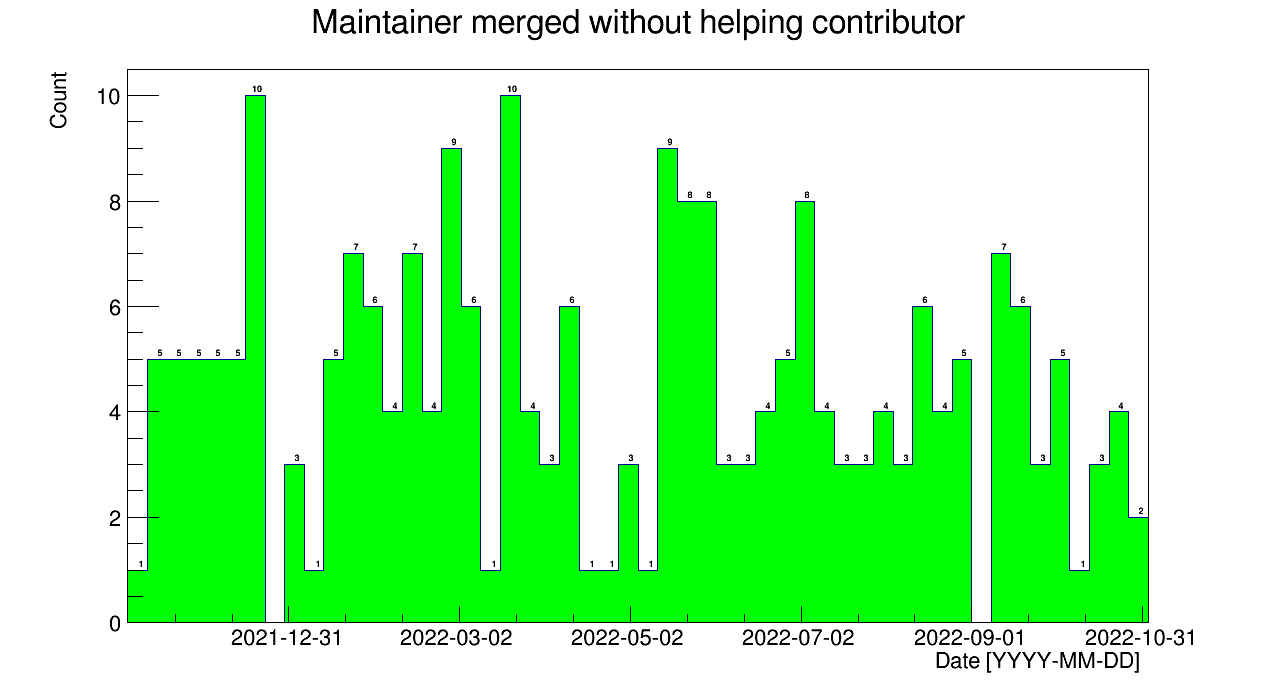 Maintainer merged without helping contributor
Count
10
8
6
4
2
0
1 5 5 5 5 5 10 3 1 5 7 6 4 7 4 9 6 1 10 4 3 6 1 1 3 1 9 8 8 3 3 4 5 8 4 3 3 4 3 6 4 5 7 6 3 5 1 3 4 2
2021-12-31 2022-03-02 2022-05-02 2022-07-02 2022-09-01 2022-10-31
Date [YYYY-MM-DD]